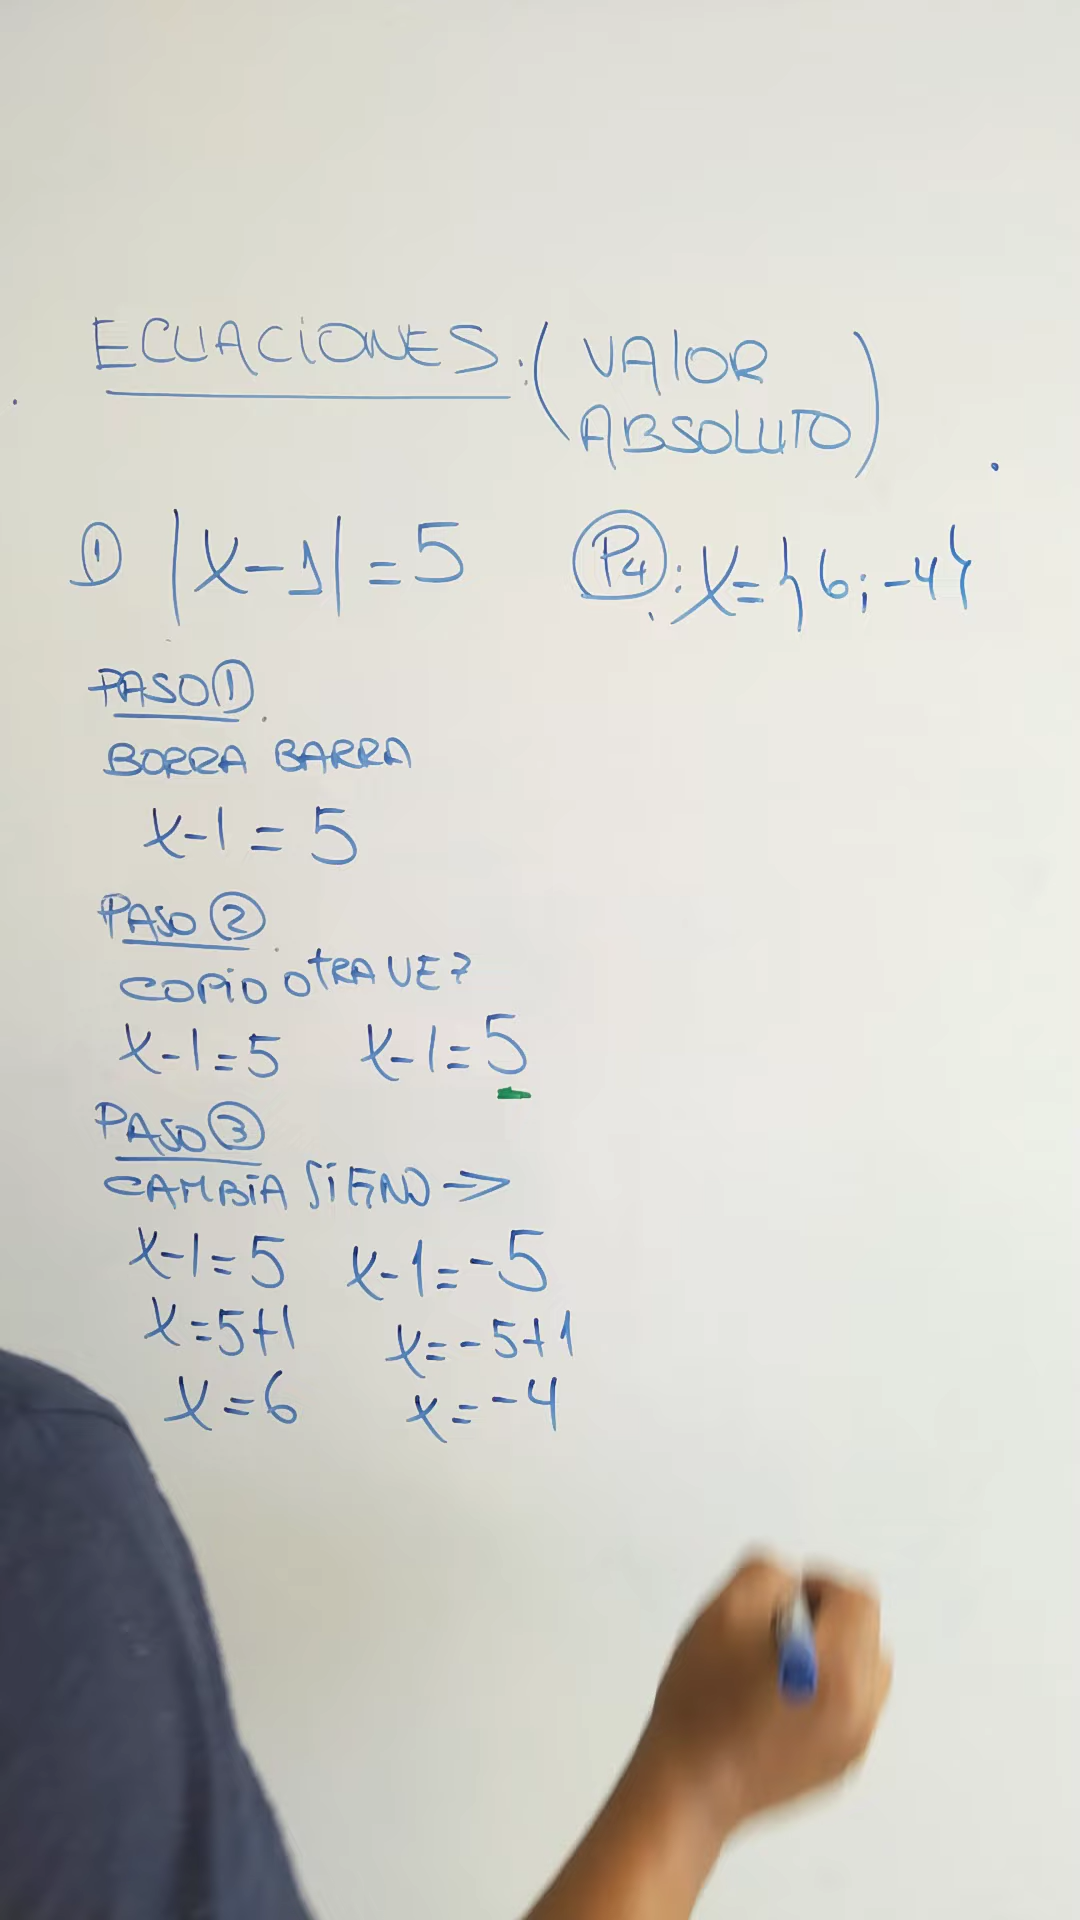 ECUACIONES: (VALOR
ABSOLUTO)
① |x-1| = 5
P4: x = {6; -4}
PASO ①
BORRA BARRA
x-1 = 5
PASO ②
COPIO OTRA VEZ
x-1=5 x-1=5
PASO ③
CAMBIA SIGNO →
x-1=5 x-1=-5
x=5+1 x=-5+1
x=6 x=-4